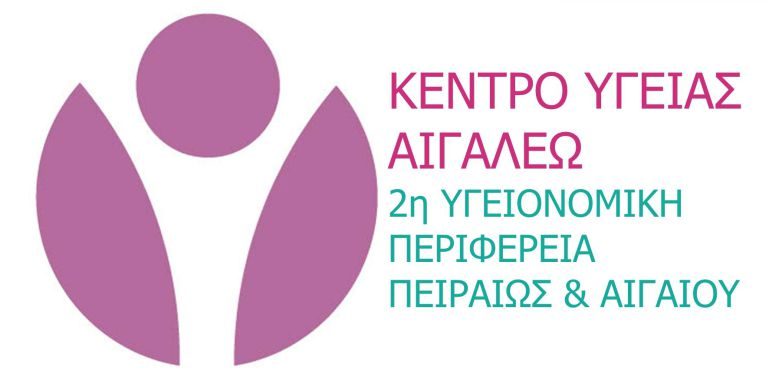 ΚΕΝΤΡΟ ΥΓΕΙΑΣ
ΑΙΓΑΛΕΩ
2η ΥΓΕΙΟΝΟΜΙΚΗ
ΠΕΡΙΦΕΡΕΙΑ
ΠΕΙΡΑΙΩΣ & ΑΙΓΑΙΟΥ